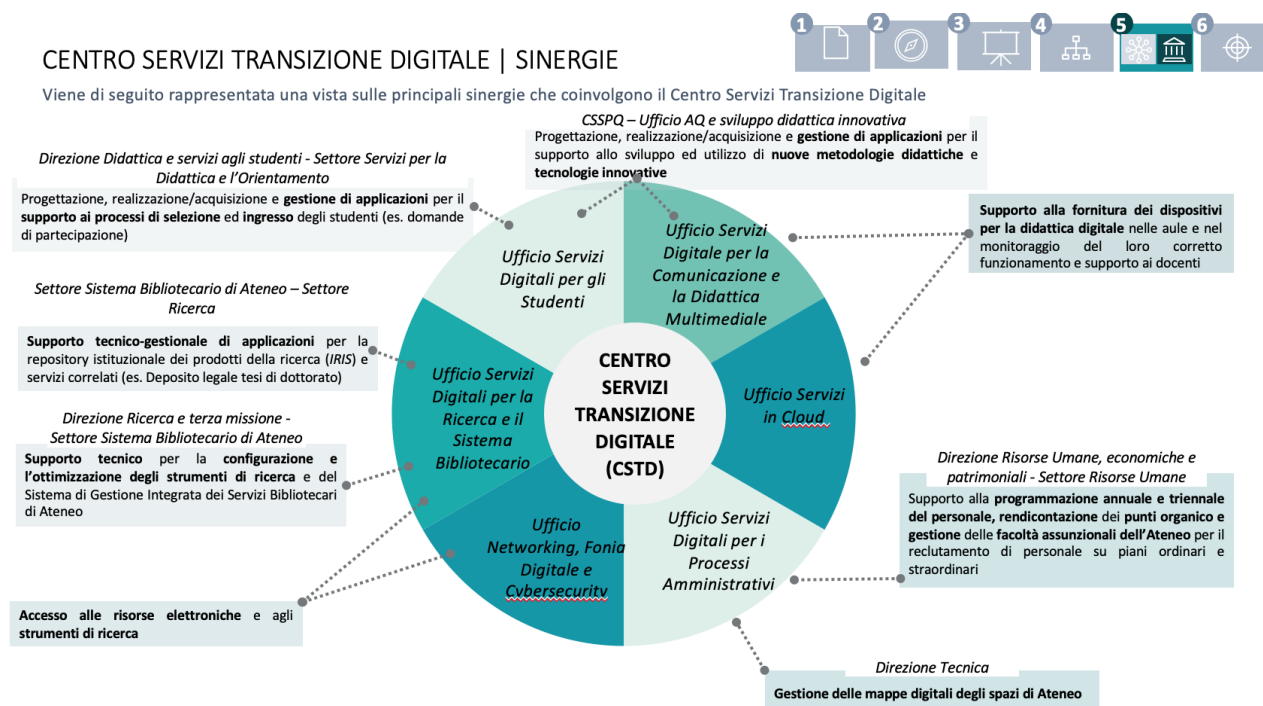 1 2 3 4 5 6
CENTRO SERVIZI TRANSIZIONE DIGITALE | SINERGIE
Viene di seguito rappresentata una vista sulle principali sinergie che coinvolgono il Centro Servizi Transizione Digitale
CSSPQ – Ufficio AQ e sviluppo didattica innovativa
Progettazione, realizzazione/acquisizione e gestione di applicazioni per il
supporto allo sviluppo ed utilizzo di nuove metodologie didattiche e
tecnologie innovative
Direzione Didattica e servizi agli studenti - Settore Servizi per la
Didattica e l’Orientamento
Progettazione, realizzazione/acquisizione e gestione di applicazioni per il
supporto ai processi di selezione ed ingresso degli studenti (es. domande
di partecipazione)
Supporto alla fornitura dei dispositivi
per la didattica digitale nelle aule e nel
monitoraggio del loro corretto
funzionamento e supporto ai docenti
Settore Sistema Bibliotecario di Ateneo – Settore
Ricerca
Supporto tecnico-gestionale di applicazioni per la
repository istituzionale dei prodotti della ricerca (IRIS) e
servizi correlati (es. Deposito legale tesi di dottorato)
Direzione Ricerca e terza missione -
Settore Sistema Bibliotecario di Ateneo
Supporto tecnico per la configurazione e
l’ottimizzazione degli strumenti di ricerca e del
Sistema di Gestione Integrata dei Servizi Bibliotecari
di Ateneo
Accesso alle risorse elettroniche e agli
strumenti di ricerca
Ufficio Servizi
Digitali per gli
Studenti
Ufficio Servizi
Digitale per la
Comunicazione e
la Didattica
Multimediale
Ufficio Servizi
Digitali per la
Ricerca e il
Sistema
Bibliotecario
CENTRO
SERVIZI
TRANSIZIONE
DIGITALE
(CSTD)
Ufficio Servizi
in Cloud
Ufficio
Networking, Fonia
Digitale e
Cybersecurity
Ufficio Servizi
Digitali per i
Processi
Amministrativi
Direzione Risorse Umane, economiche e
patrimoniali - Settore Risorse Umane
Supporto alla programmazione annuale e triennale
del personale, rendicontazione dei punti organico e
gestione delle facoltà assunzionali dell’Ateneo per il
reclutamento di personale su piani ordinari e
straordinari
Direzione Tecnica
Gestione delle mappe digitali degli spazi di Ateneo